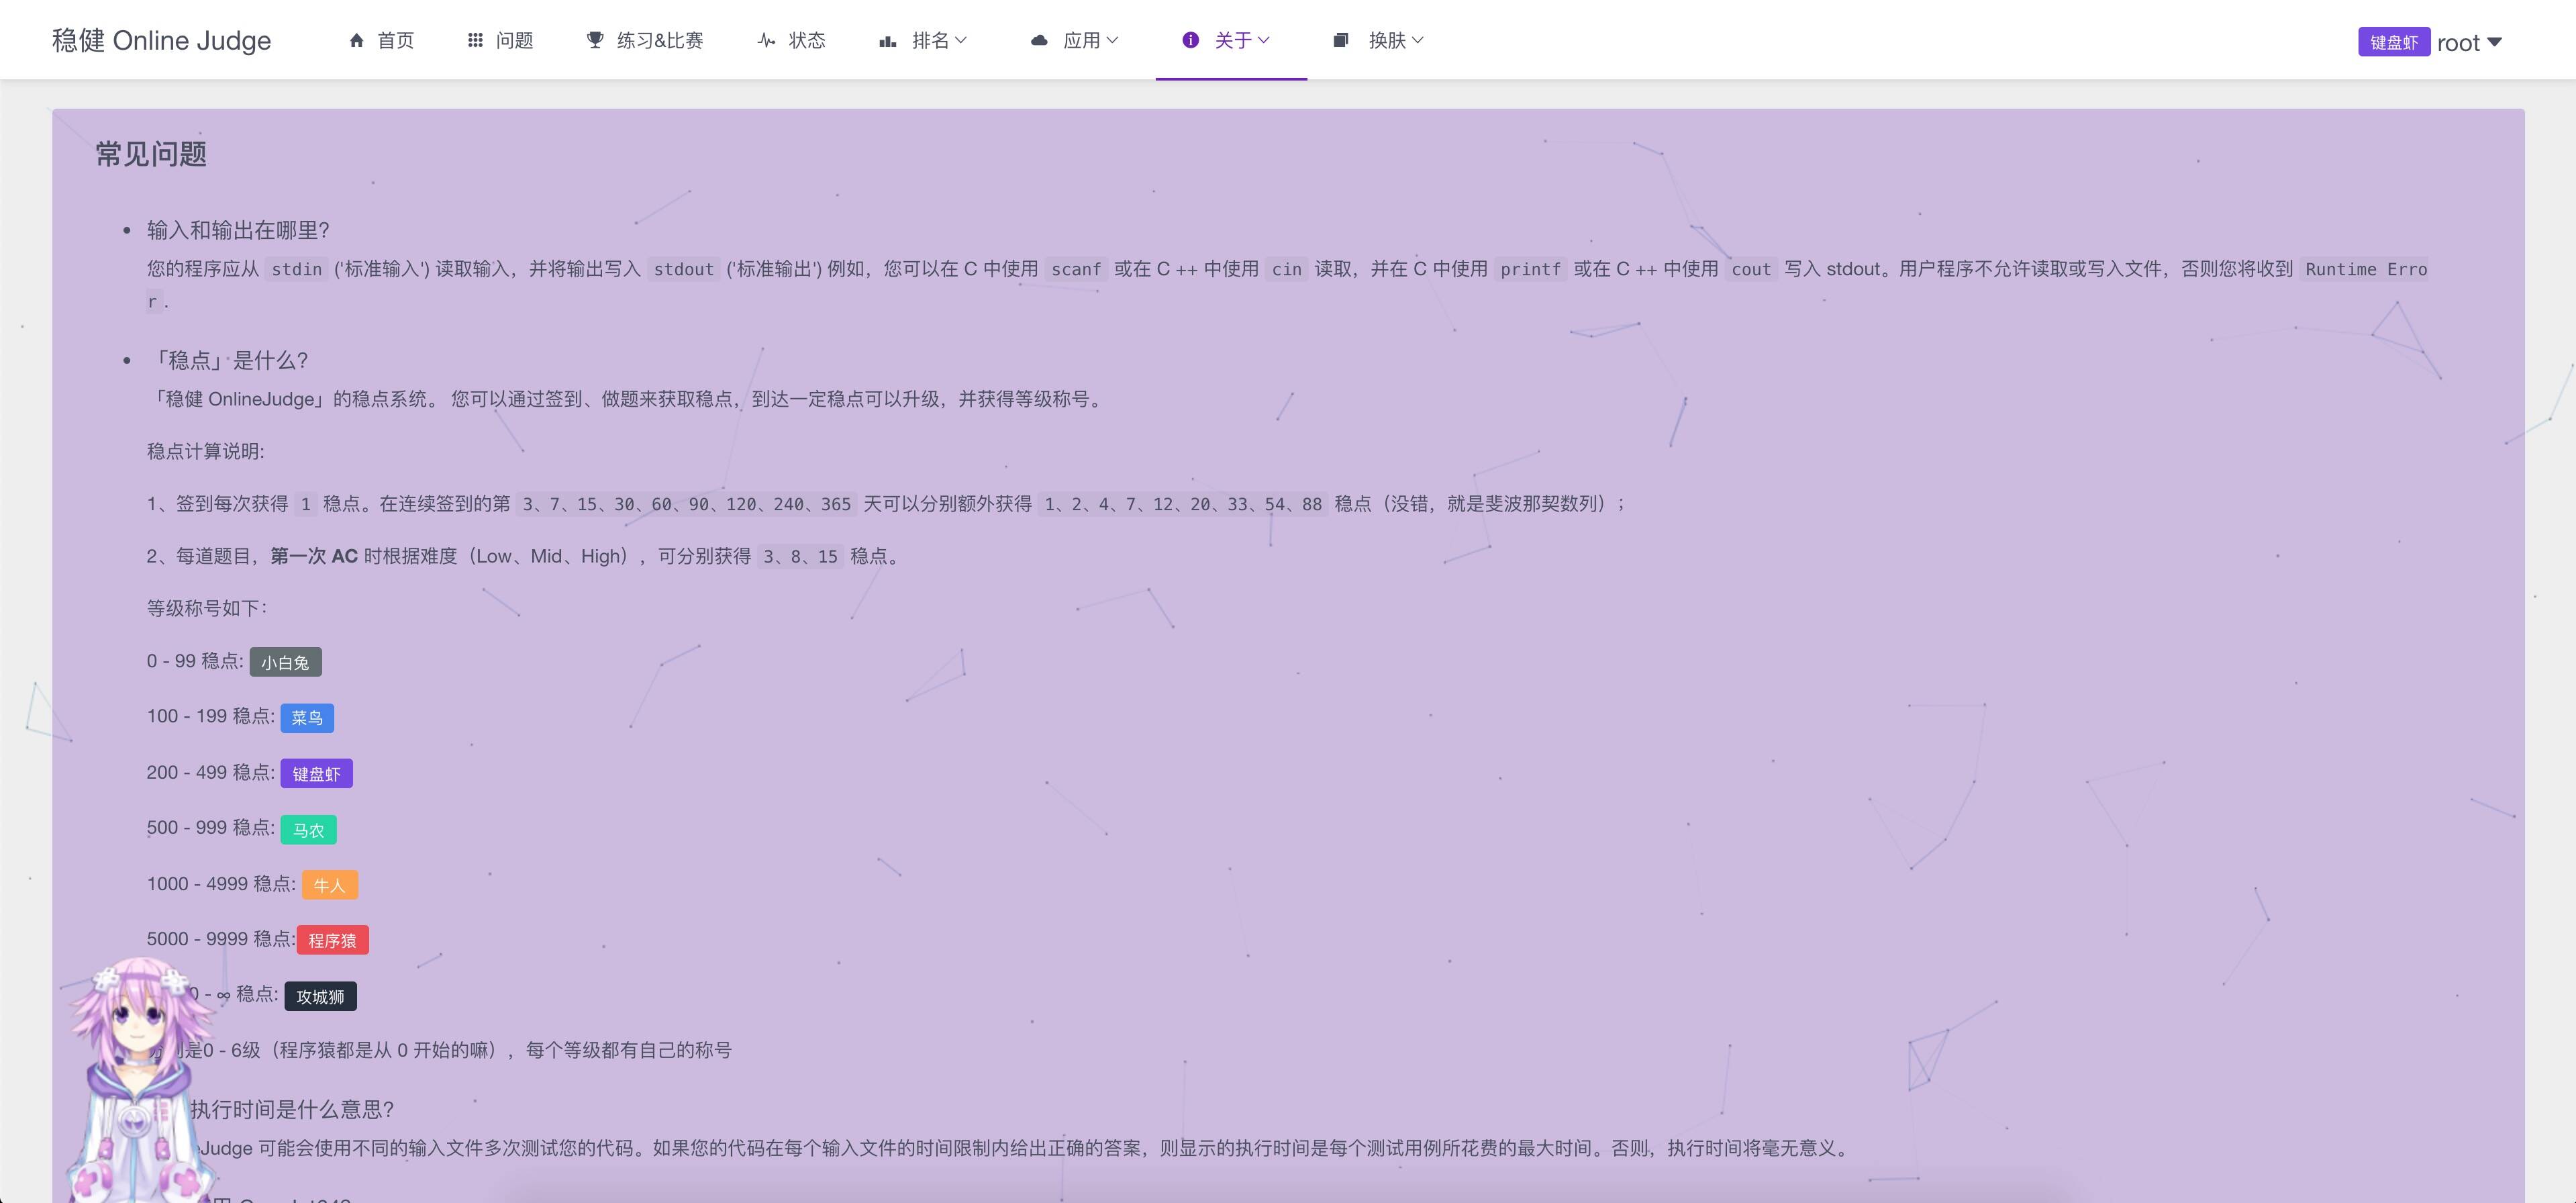 稳健 Online Judge 首页 问题 练习&比赛 状态 排名 应用 关于 换肤 键盘虾 root
常见问题
输入和输出在哪里?
您的程序应从 stdin ('标准输入') 读取输入，并将输出写入 stdout ('标准输出') 例如，您可以在 C 中使用 scanf 或在 C ++ 中使用 cin 读取，并在 C 中使用 printf 或在 C ++ 中使用 cout 写入 stdout。用户程序不允许读取或写入文件，否则您将收到 Runtime Erro
r .
「稳点」是什么?
「稳健 OnlineJudge」的稳点系统。 您可以通过签到、做题来获取稳点，到达一定稳点可以升级，并获得等级称号。
稳点计算说明:
1、签到每次获得 1 稳点。在连续签到的第 3、7、15、30、60、90、120、240、365 天可以分别额外获得 1、2、4、7、12、20、33、54、88 稳点（没错，就是斐波那契数列）;
2、每道题目，第一次 AC 时根据难度（Low、Mid、High），可分别获得 3、8、15 稳点。
等级称号如下:
0 - 99 稳点: 小白兔
100 - 199 稳点: 菜鸟
200 - 499 稳点: 键盘虾
500 - 999 稳点: 马农
1000 - 4999 稳点: 牛人
5000 - 9999 稳点: 程序猿
0 - ∞ 稳点: 攻城狮
是0 - 6级（程序猿都是从 0 开始的嘛），每个等级都有自己的称号
执行时间是什么意思?
Judge 可能会使用不同的输入文件多次测试您的代码。如果您的代码在每个输入文件的时间限制内给出正确的答案，则显示的执行时间是每个测试用例所花费的最大时间。否则，执行时间将毫无意义。